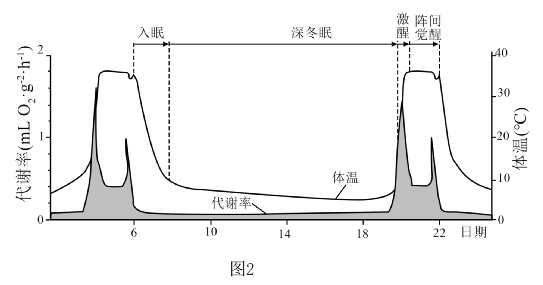 入眠 深冬眠 激醒 阵间觉醒
2 1 0
代谢率(mL O₂·g⁻²·h⁻¹)
40 30 20 10 0
体温(℃)
体温
代谢率
6 10 14 18 22 日期
图2